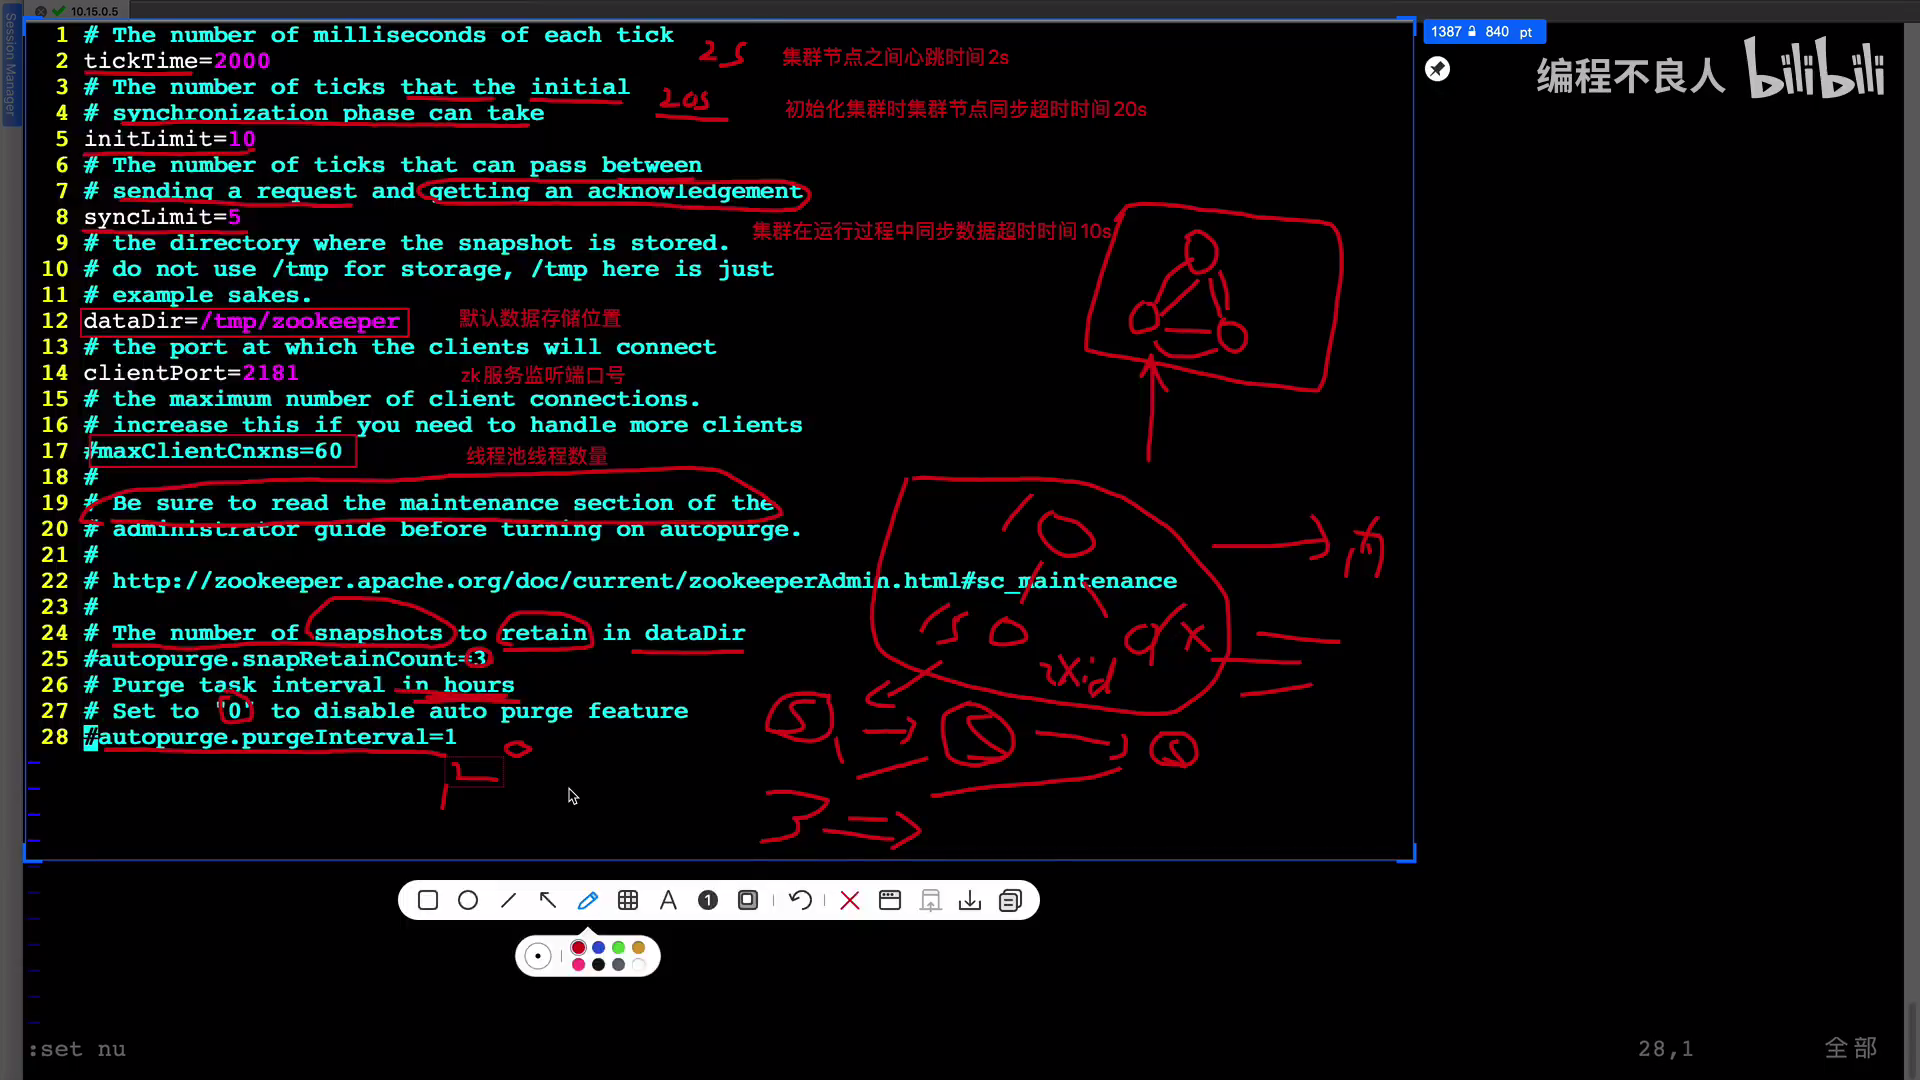 Session Manager
10.15.0.5
1387 840 pt
编程不良人 bilibili
1 # The number of milliseconds of each tick
2 tickTime=2000
2s 集群节点之间心跳时间2s
3 # The number of ticks that the initial
4 # synchronization phase can take
20s 初始化集群时集群节点同步超时时间20s
5 initLimit=10
6 # The number of ticks that can pass between
7 # sending a request and getting an acknowledgement
8 syncLimit=5
集群在运行过程中同步数据超时时间10s
9 # the directory where the snapshot is stored.
10 # do not use /tmp for storage, /tmp here is just
11 # example sakes.
12 dataDir=/tmp/zookeeper 默认数据存储位置
13 # the port at which the clients will connect
14 clientPort=2181 zk服务监听端口号
15 # the maximum number of client connections.
16 # increase this if you need to handle more clients
17 #maxClientCnxns=60 线程池线程数量
18 #
19 # Be sure to read the maintenance section of the
20 # administrator guide before turning on autopurge.
21 #
22 # http://zookeeper.apache.org/doc/current/zookeeperAdmin.html#sc_maintenance
23 #
24 # The number of snapshots to retain in dataDir
25 #autopurge.snapRetainCount=3
26 # Purge task interval in hours
27 # Set to "0" to disable auto purge feature
28 #autopurge.purgeInterval=1
zxid
S S S
3
:set nu
28,1 全部